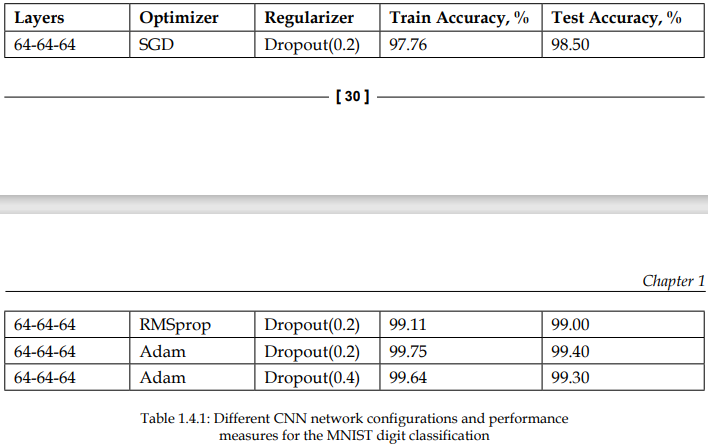 Layers Optimizer Regularizer Train Accuracy, % Test Accuracy, %
64-64-64 SGD Dropout(0.2) 97.76 98.50
[ 30 ]
Chapter 1
64-64-64 RMSprop Dropout(0.2) 99.11 99.00
64-64-64 Adam Dropout(0.2) 99.75 99.40
64-64-64 Adam Dropout(0.4) 99.64 99.30
Table 1.4.1: Different CNN network configurations and performance
measures for the MNIST digit classification